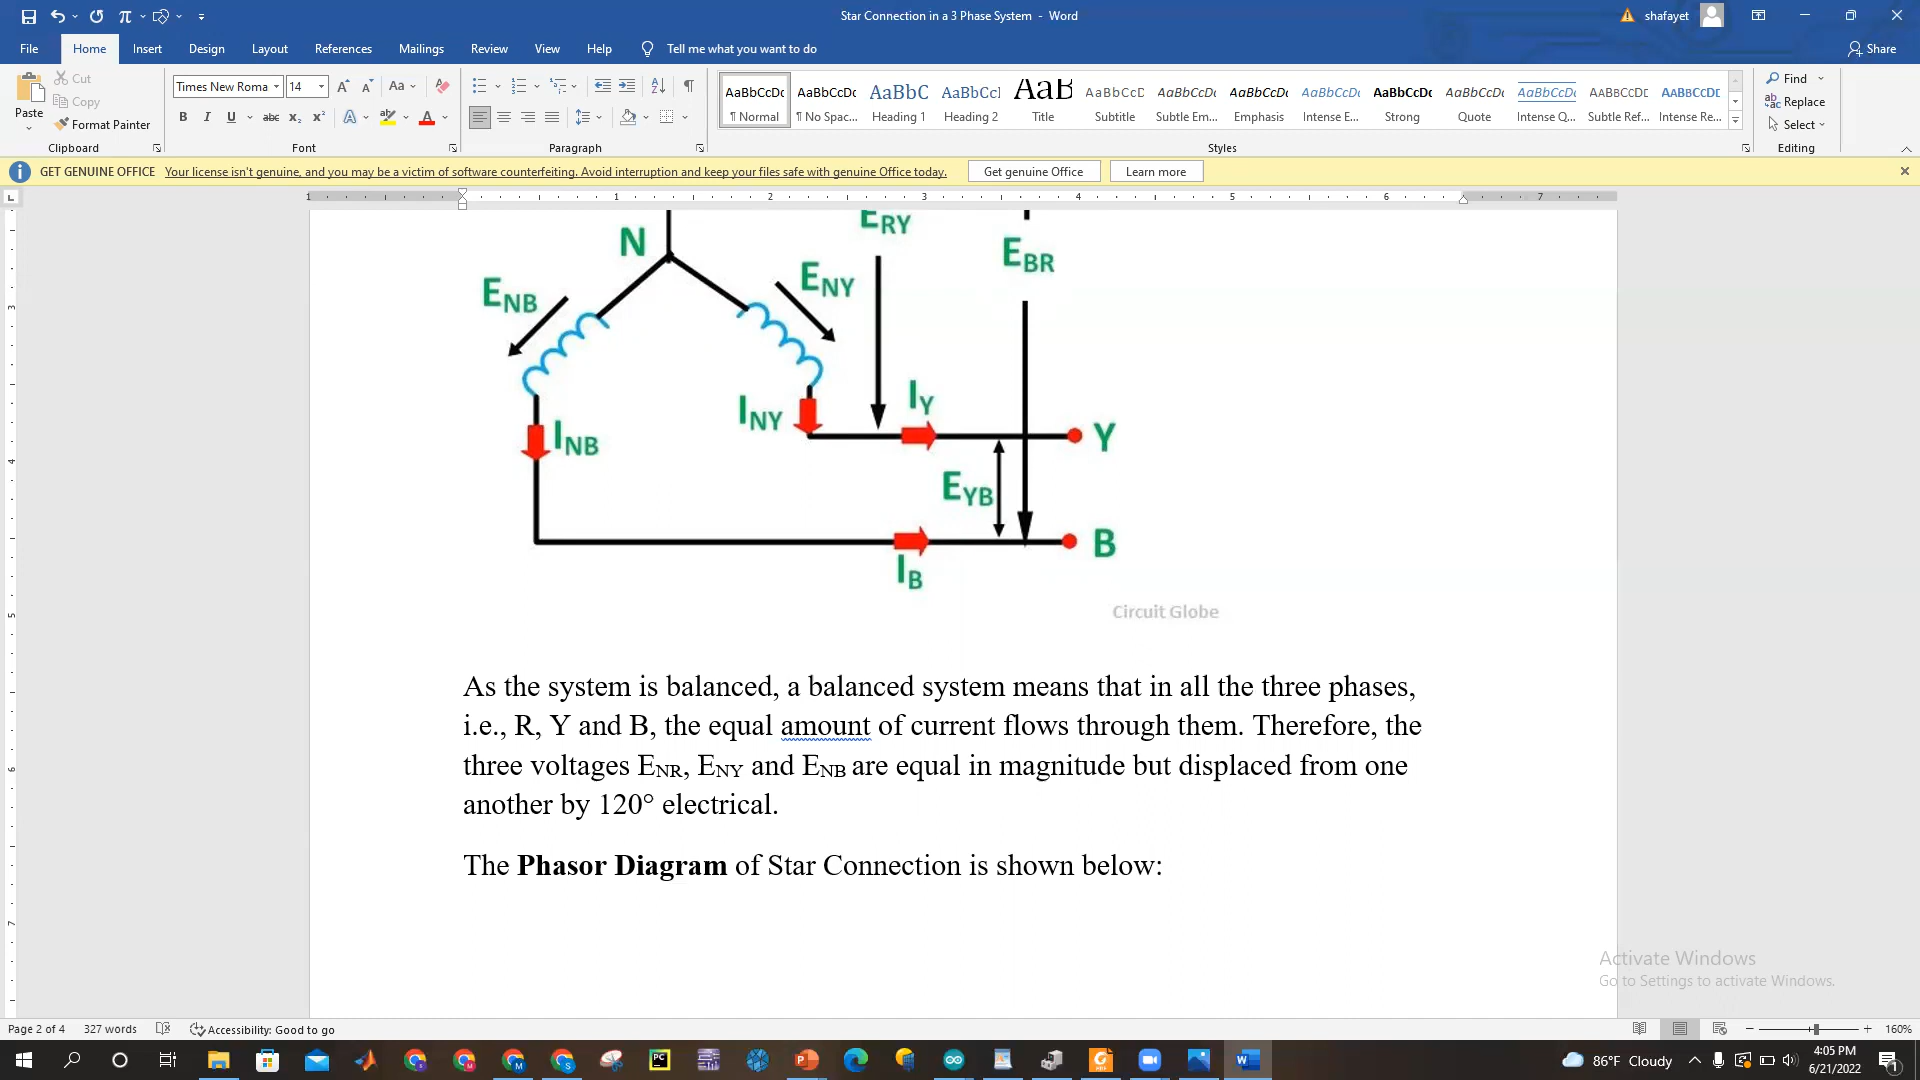 Star Connection in a 3 Phase System - Word
shafayet
File Home Insert Design Layout References Mailings Review View Help Tell me what you want to do Share
Cut
Copy
Paste
Format Painter
Clipboard
Times New Roma 14
Font
Paragraph
AaBbCcDc AaBbCcDc AaBbC AaBbCcI AaB AaBbCcD AaBbCcDc AaBbCcDc AaBbCcDc AaBbCcDc AaBbCcDc AaBbCcDc AaBbCcDc AaBbCcDc
¶ Normal ¶ No Spac... Heading 1 Heading 2 Title Subtitle Subtle Em... Emphasis Intense E... Strong Quote Intense Q... Subtle Ref... Intense Re...
Styles
Find
Replace
Select
Editing
GET GENUINE OFFICE Your license isn't genuine, and you may be a victim of software counterfeiting. Avoid interruption and keep your files safe with genuine Office today. Get genuine Office Learn more
1 1 2 3 4 5 6 7
ERY
N
EBR
ENB
ENY
IY
INY
INB
Y
EYB
B
IB
Circuit Globe
As the system is balanced, a balanced system means that in all the three phases,
i.e., R, Y and B, the equal amount of current flows through them. Therefore, the
three voltages ENR, ENY and ENB are equal in magnitude but displaced from one
another by 120° electrical.
The Phasor Diagram of Star Connection is shown below:
Activate Windows
Go to Settings to activate Windows.
Page 2 of 4 327 words Accessibility: Good to go 160%
86°F Cloudy
4:05 PM
6/21/2022